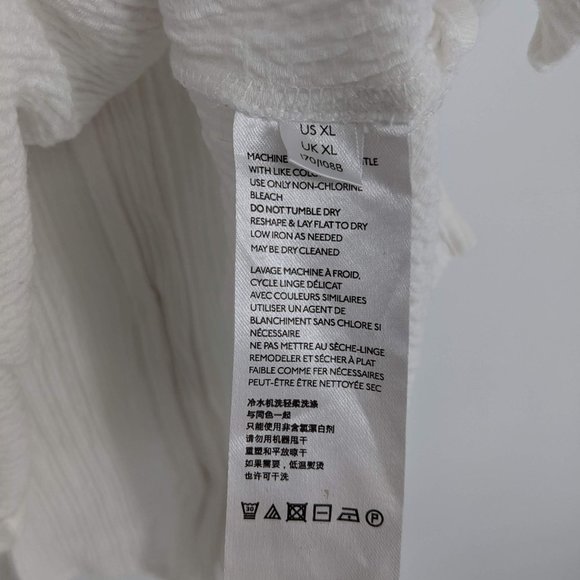 US XL
UK XL
170/108B
MACHINE
WITH LIKE
USE ONLY NON-CHLORINE
BLEACH
DO NOT TUMBLE DRY
RESHAPE & LAY FLAT TO DRY
LOW IRON AS NEEDED
MAY BE DRY CLEANED
LAVAGE MACHINE À FROID,
CYCLE LINGE DÉLICAT
AVEC COULEURS SIMILAIRES
UTILISER UN AGENT DE
BLANCHIMENT SANS CHLORE SI
NÉCESSAIRE
NE PAS METTRE AU SÈCHE-LINGE
REMODELER ET SÉCHER À PLAT
FAIBLE COMME FER NÉCESSAIRES
PEUT-ÊTRE ÊTRE NETTOYÉE SEC
冷水机洗轻柔洗涤
与同色一起
只能使用非含氯漂白剂
请勿用机器甩干
重塑和平放晾干
如果需要，低温熨烫
也许可干洗
30
P